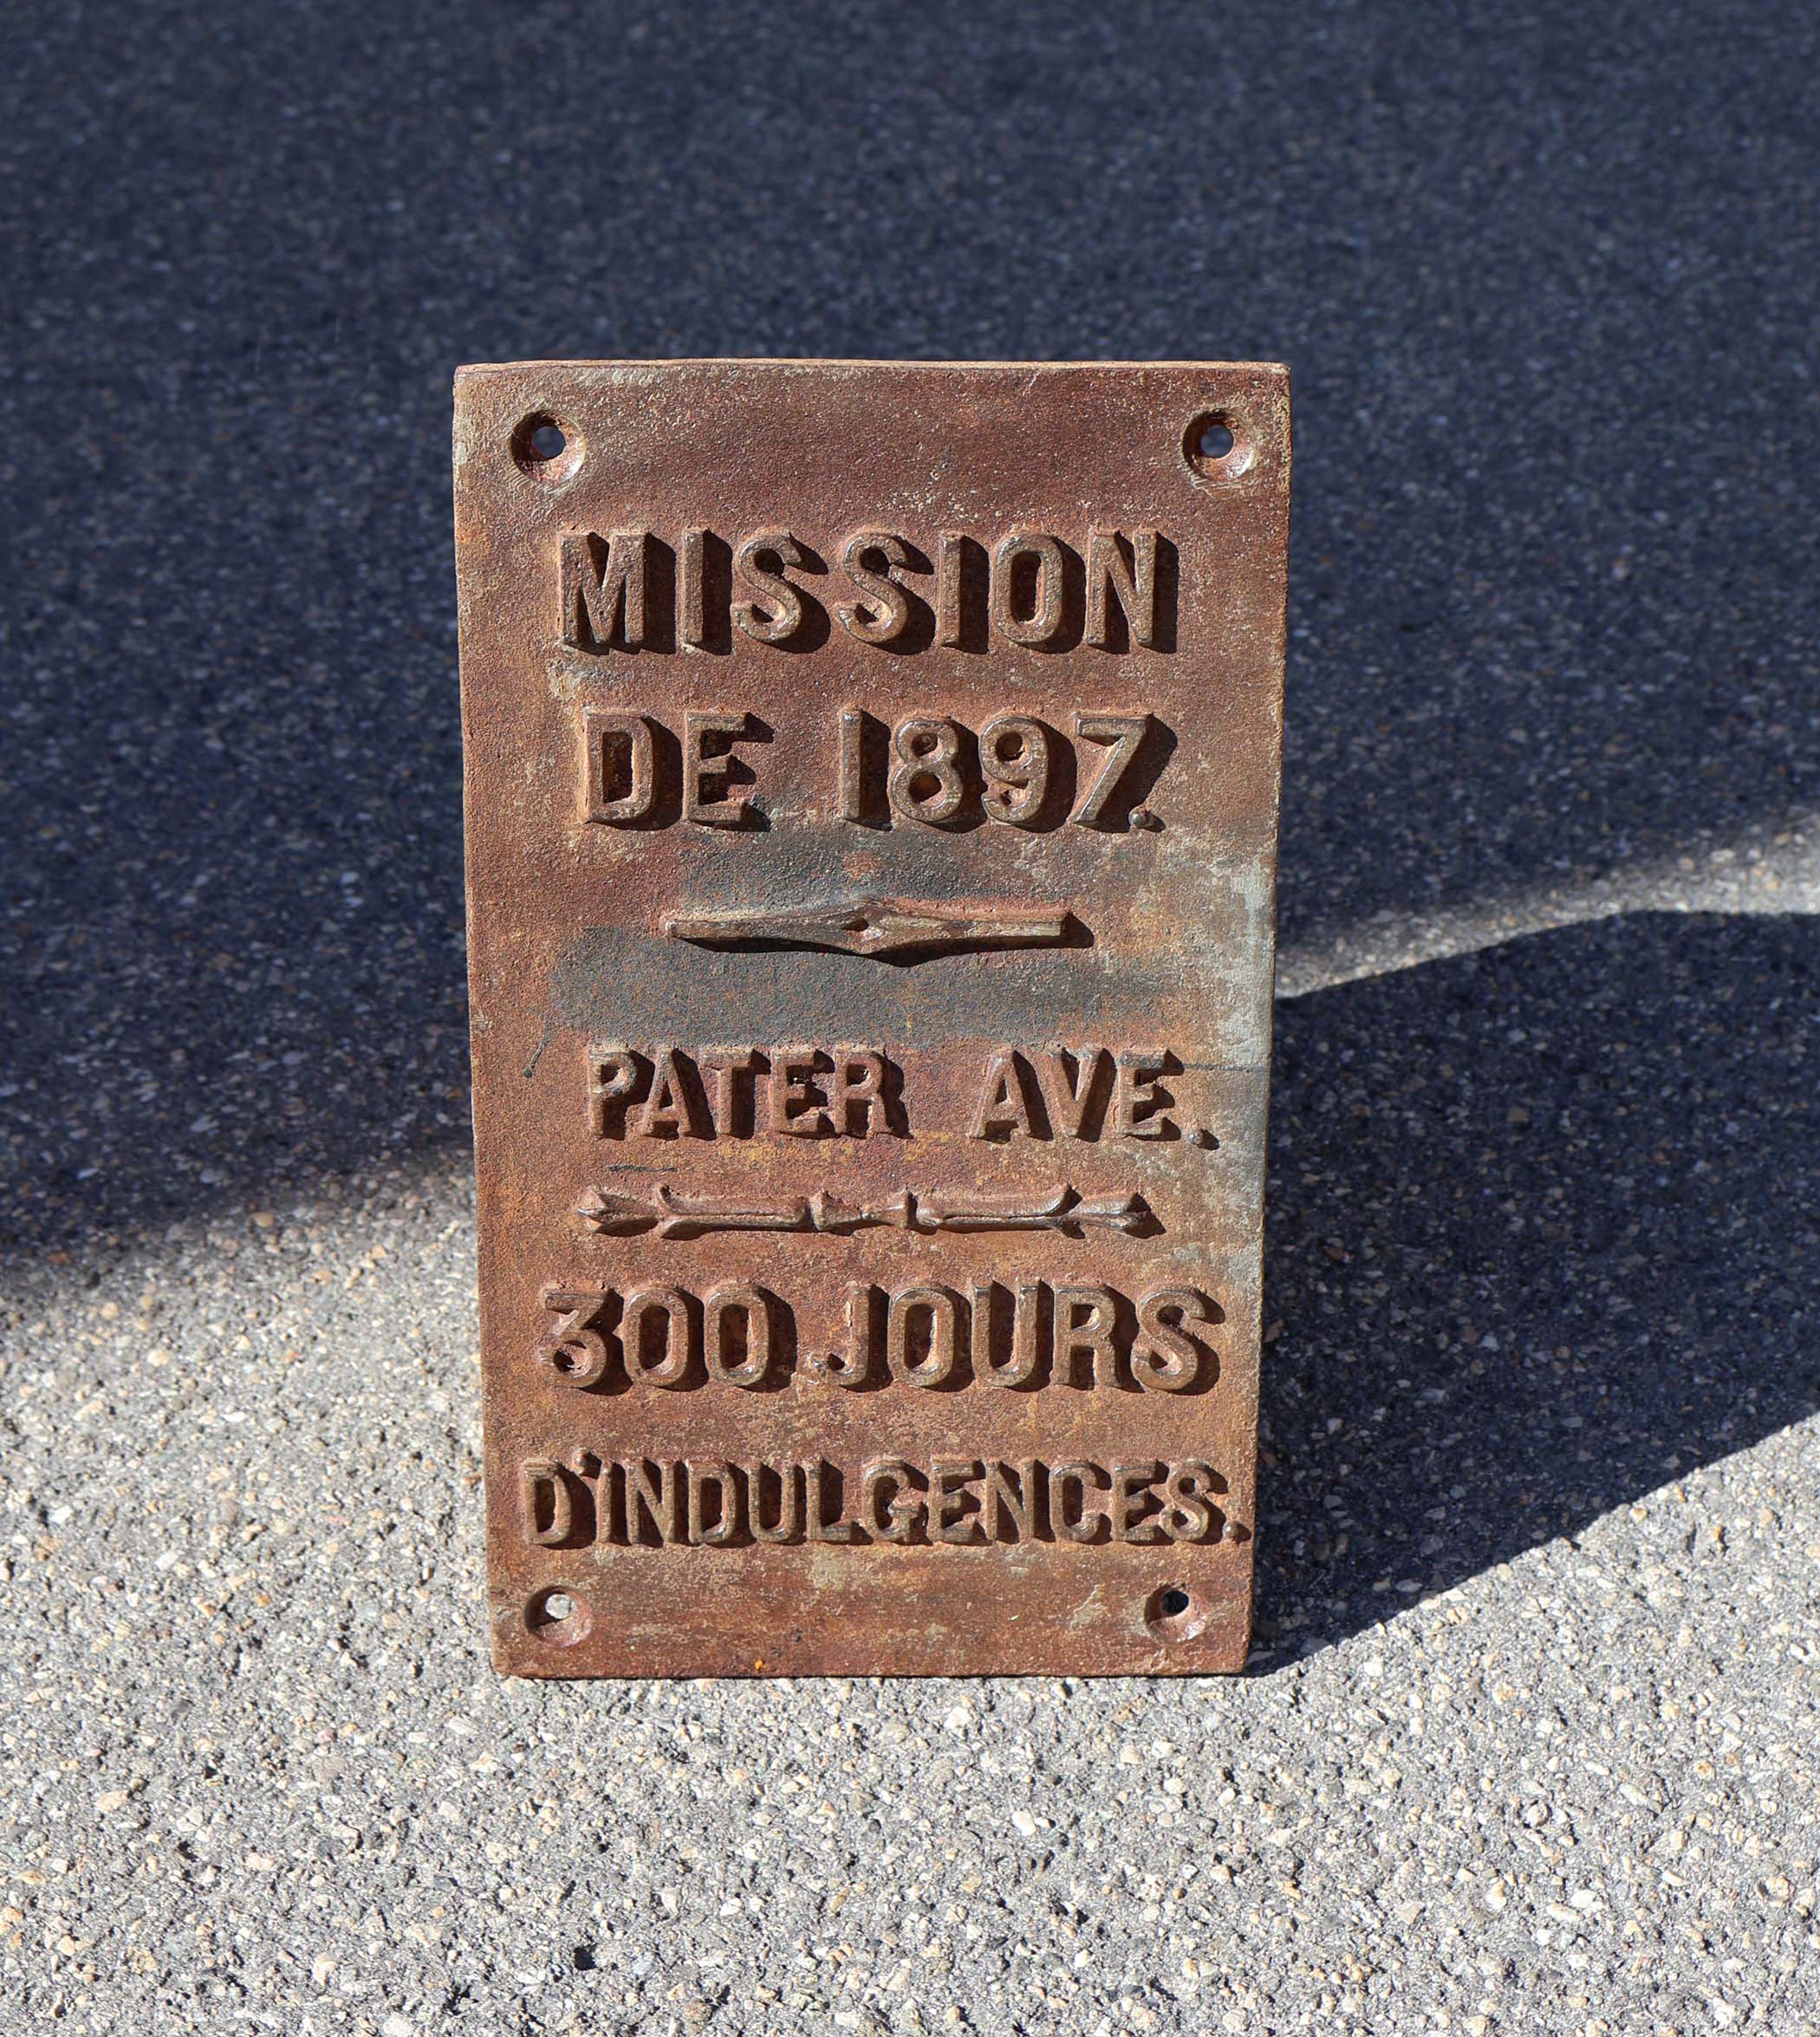 MISSION
DE 1897.
PATER AVE.
300 JOURS
D'INDULGENCES.